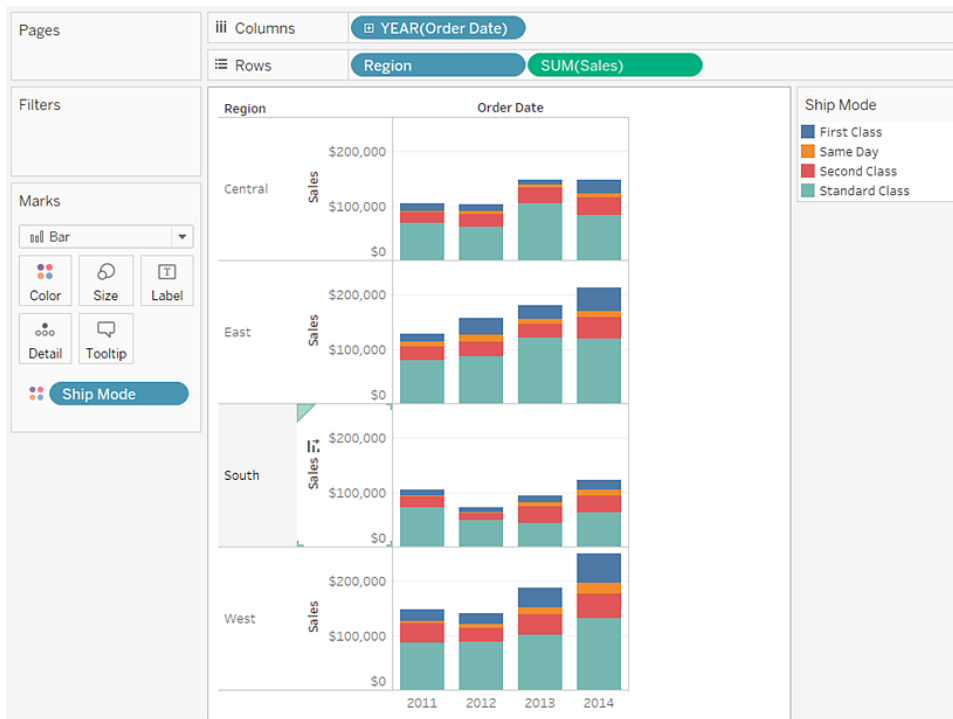 Pages
Columns
YEAR(Order Date)
Rows
Region
SUM(Sales)
Filters
Marks
Bar
Color
Size
Label
Detail
Tooltip
Ship Mode
Region
Order Date
Central
Sales
$200,000
$100,000
$0
East
Sales
$200,000
$100,000
$0
South
Sales
$200,000
$100,000
$0
West
Sales
$200,000
$100,000
$0
2011 2012 2013 2014
Ship Mode
First Class
Same Day
Second Class
Standard Class